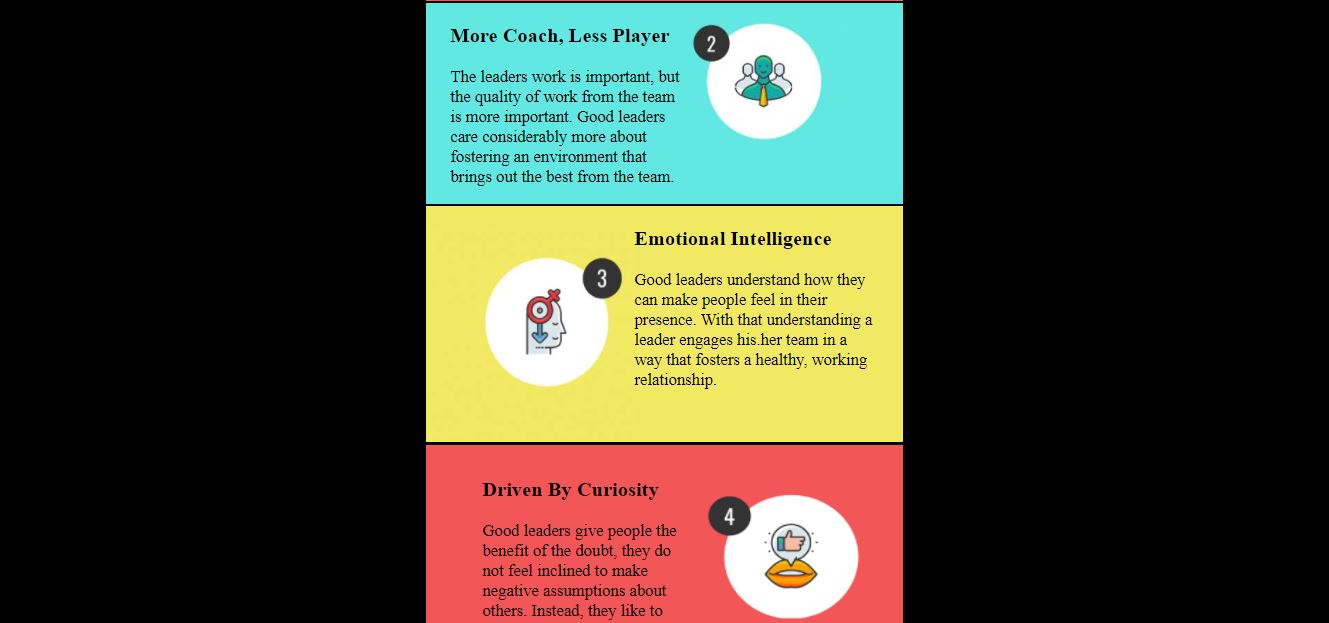 More Coach, Less Player
2
The leaders work is important, but
the quality of work from the team
is more important. Good leaders
care considerably more about
fostering an environment that
brings out the best from the team.
Emotional Intelligence
3
Good leaders understand how they
can make people feel in their
presence. With that understanding a
leader engages his.her team in a
way that fosters a healthy, working
relationship.
Driven By Curiosity
4
Good leaders give people the
benefit of the doubt, they do
not feel inclined to make
negative assumptions about
others. Instead, they like to